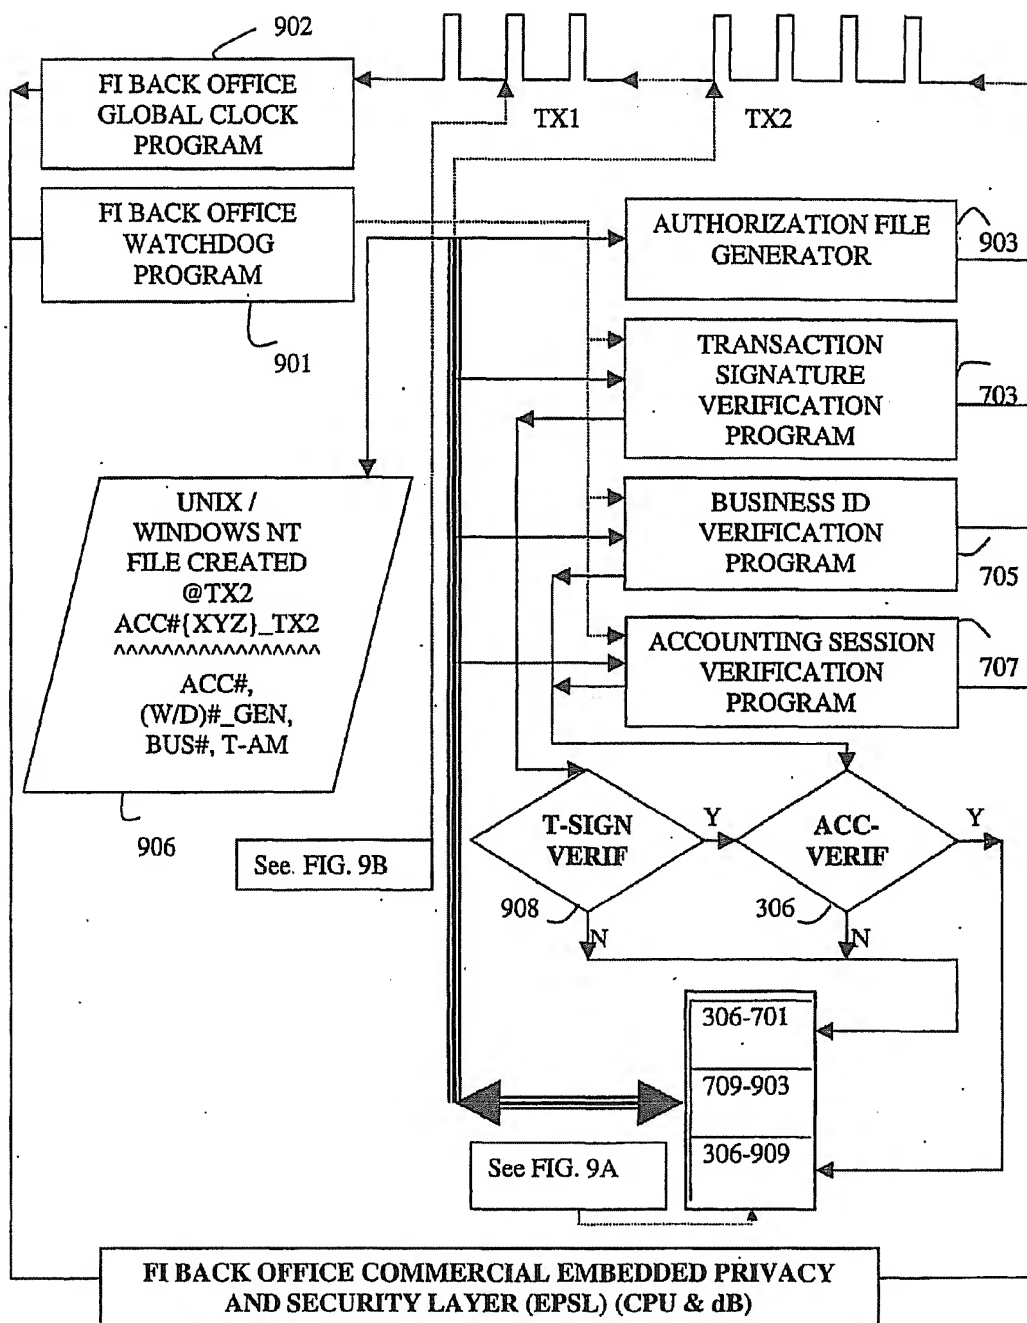 902
FI BACK OFFICE
GLOBAL CLOCK
PROGRAM
TX1
TX2
FI BACK OFFICE
WATCHDOG
PROGRAM
901
AUTHORIZATION FILE
GENERATOR
903
TRANSACTION
SIGNATURE
VERIFICATION
PROGRAM
703
BUSINESS ID
VERIFICATION
PROGRAM
705
ACCOUNTING SESSION
VERIFICATION
PROGRAM
707
UNIX /
WINDOWS NT
FILE CREATED
@TX2
ACC#{XYZ}_TX2
^^^^^^^^^^^^^^^^^
ACC#,
(W/D)#_GEN,
BUS#, T-AM
906
See. FIG. 9B
T-SIGN
VERIF
Y
908
N
ACC-
VERIF
Y
306
N
306-701
709-903
306-909
See FIG. 9A
FI BACK OFFICE COMMERCIAL EMBEDDED PRIVACY
AND SECURITY LAYER (EPSL) (CPU & dB)